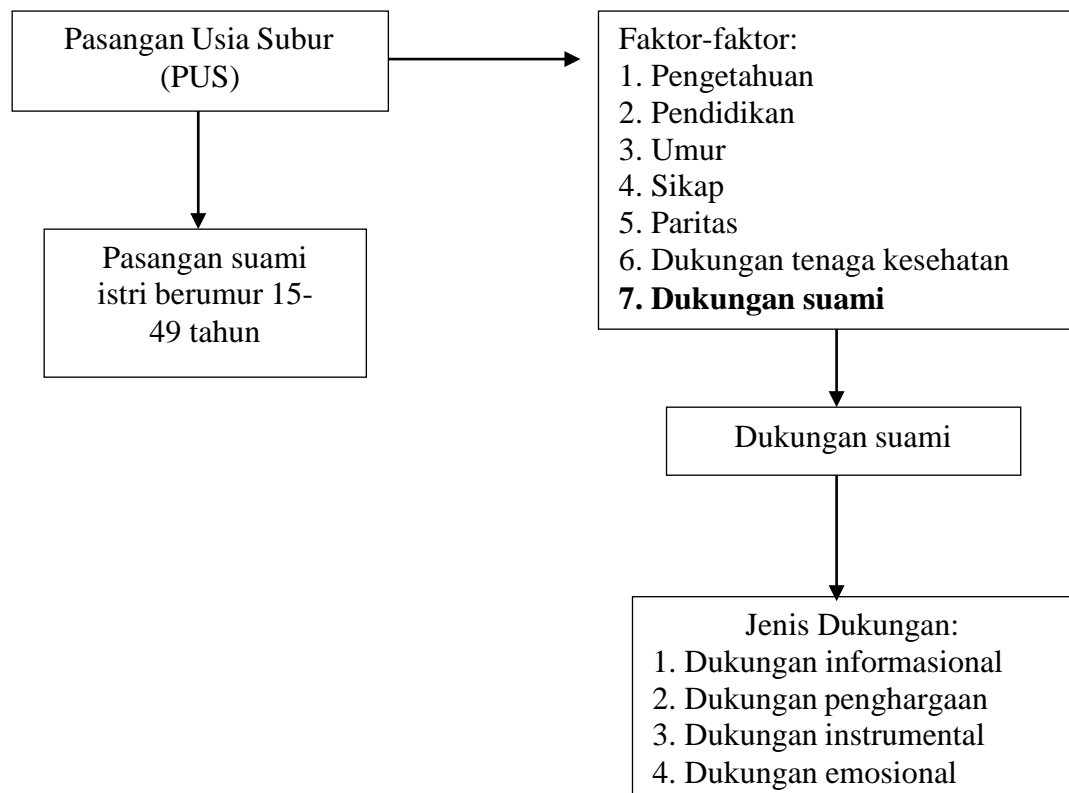 Pasangan Usia Subur
(PUS)
Faktor-faktor:
1. Pengetahuan
2. Pendidikan
3. Umur
4. Sikap
5. Paritas
6. Dukungan tenaga kesehatan
7. Dukungan suami
Pasangan suami
istri berumur 15-
49 tahun
Dukungan suami
Jenis Dukungan:
1. Dukungan informasional
2. Dukungan penghargaan
3. Dukungan instrumental
4. Dukungan emosional